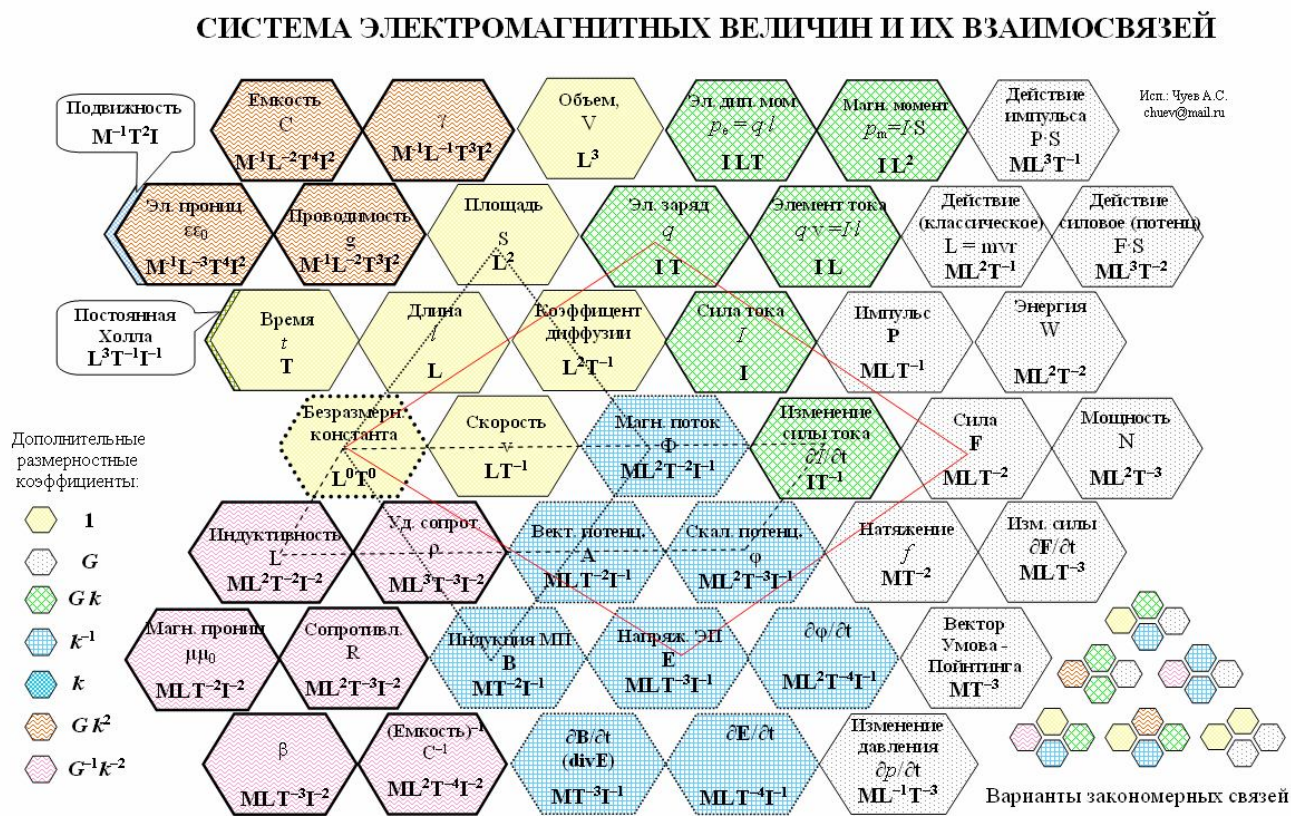 СИСТЕМА ЭЛЕКТРОМАГНИТНЫХ ВЕЛИЧИН И ИХ ВЗАИМОСВЯЗЕЙ
Исп.: Чуев А.С.
chuev@mail.ru
Подвижность
M⁻¹T²I
Емкость
C
M⁻¹L⁻²T⁴I²
γ
M⁻¹L⁻¹T³I²
Объем,
V
L³
Эл. дип. мом.
pₑ = q·l
I LT
Магн. момент
pₘ=I·S
I L²
Действие
импульса
P·S
ML³T⁻¹
Эл. прониц.
εε₀
M⁻¹L⁻³T⁴I²
Проводимость
g
M⁻¹L⁻²T³I²
Площадь
S
L²
Эл. заряд
q
I T
Элемент тока
q·v =I·l
I L
Действие
(классическое)
L = mvr
ML²T⁻¹
Действие
силовое (потенц)
F·S
ML³T⁻²
Постоянная
Холла
L³T⁻¹I⁻¹
Время
t
T
Длина
l
L
Коэффицент
диффузии
L²T⁻¹
Сила тока
I
I
Импульс
P
MLT⁻¹
Энергия
W
ML²T⁻²
Безразмерн.
константа
L⁰T⁰
Скорость
v
LT⁻¹
Магн. поток
Φ
ML²T⁻²I⁻¹
Изменение
силы тока
∂I/∂t
IT⁻¹
Сила
F
MLT⁻²
Мощность
N
ML²T⁻³
Индуктивность
L
ML²T⁻²I⁻²
Уд. сопрот.
ρ
ML³T⁻³I⁻²
Вект. потенц.
A
MLT⁻²I⁻¹
Скал. потенц.
φ
ML²T⁻³I⁻¹
Натяжение
f
MT⁻²
Изм. силы
∂F/∂t
MLT⁻³
Магн. прониц
μμ₀
MLT⁻²I⁻²
Сопротивл.
R
ML²T⁻³I⁻²
Индукция МП
B
MT⁻²I⁻¹
Напряж. ЭП
E
MLT⁻³I⁻¹
∂φ/∂t
ML²T⁻⁴I⁻¹
Вектор
Умова -
Пойнтинга
MT⁻³
β
MLT⁻³I⁻²
(Емкость)⁻¹
C⁻¹
ML²T⁻⁴I⁻²
∂B/∂t
(divE)
MT⁻³I⁻¹
∂E/∂t
MLT⁻⁴I⁻¹
Изменение
давления
∂p/∂t
ML⁻¹T⁻³
Дополнительные
размерностные
коэффициенты:
1
G
G k
k⁻¹
k
G k²
G⁻¹k⁻²
Варианты закономерных связей